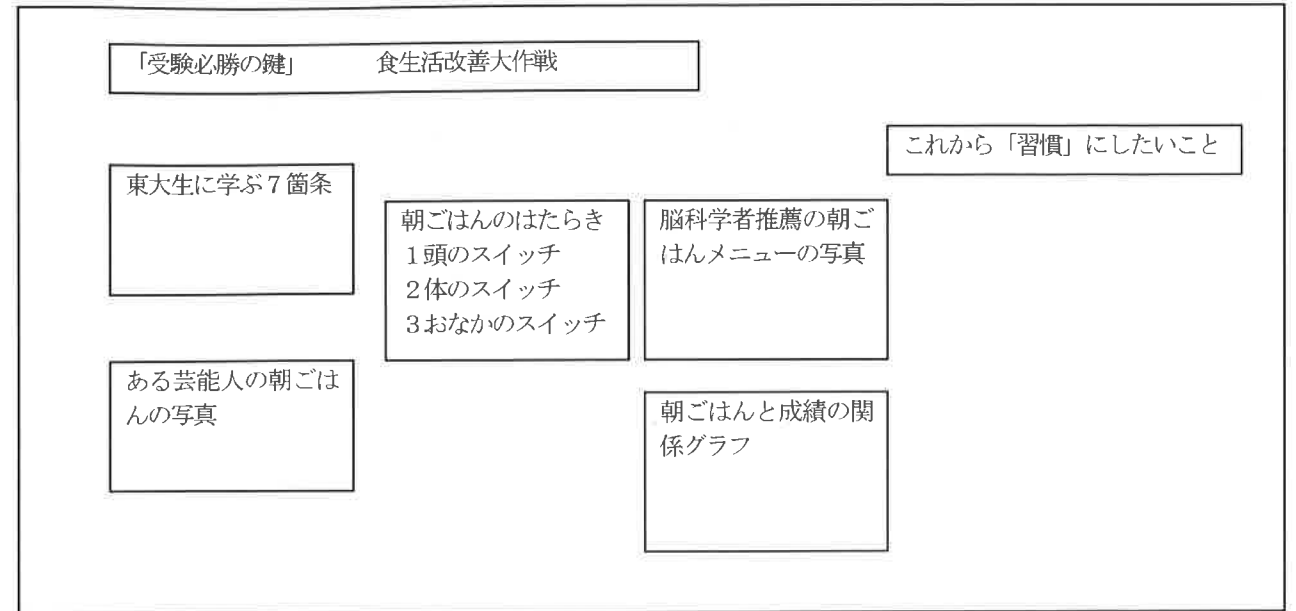 「受験必勝の鍵」　　　食生活改善大作戦
これから「習慣」にしたいこと
東大生に学ぶ７箇条
朝ごはんのはたらき
１頭のスイッチ
２体のスイッチ
３おなかのスイッチ
脳科学者推薦の朝ご
はんメニューの写真
ある芸能人の朝ごは
んの写真
朝ごはんと成績の関
係グラフ